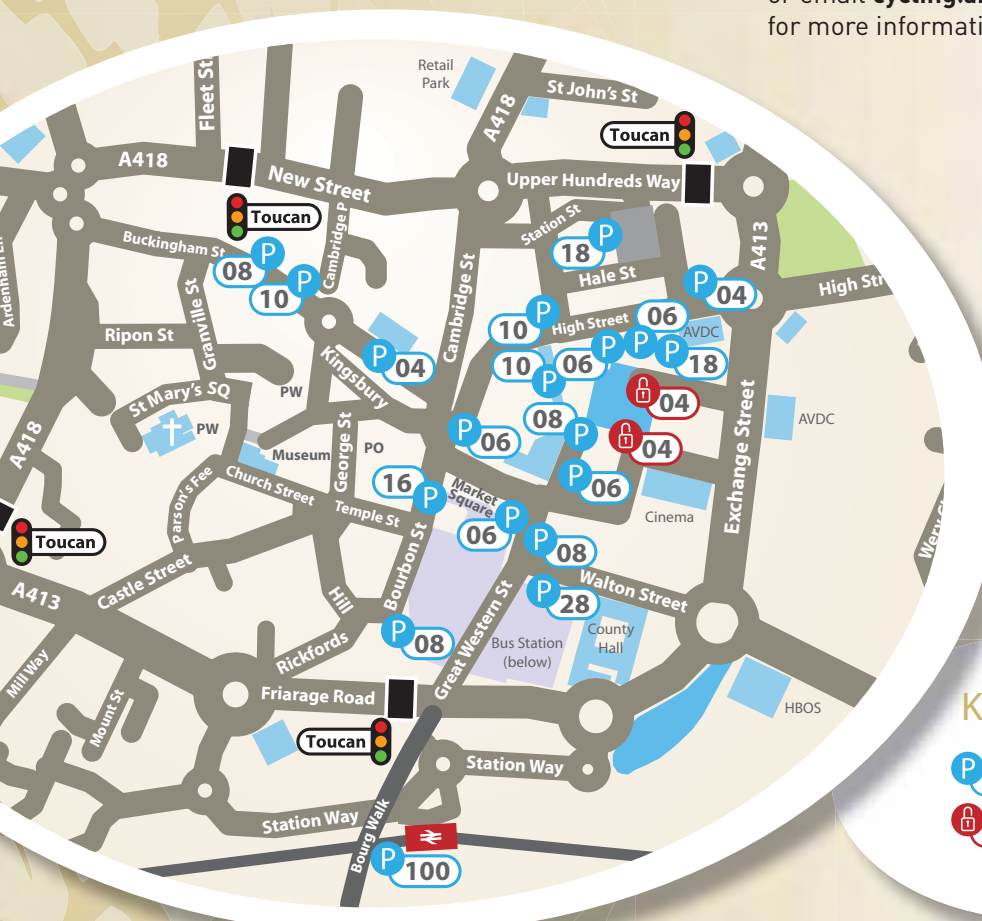 for more informati
Retail
Park
Fleet St
A418
St John's St
Toucan
A418
New Street
Upper Hundreds Way
Toucan
Cambridge P
Station St
A413
Buckingham St
P
08
P
10
P
18
Hale St
P
04
High Str
Ardenham Ln
Granville St
Ripon St
Cambridge St
P
10
High Street
06
P
AVDC
Kingsbury
P
04
10
P
06
P
P
18
St Mary's SQ
PW
PW
04
AVDC
A418
Museum
George St
PO
P
06
08
P
04
Exchange Street
Church Street
Parson's Fee
16
P
Market
Square
P
06
Cinema
Temple St
06
P
Toucan
P
08
Castle Street
A413
Bourbon St
Hill
Rickfords
P
08
Great Western St
P
28
Walton Street
Bus Station
(below)
County
Hall
Mill Way
Mount St
Friarage Road
Toucan
HBOS
K
Station Way
P
Station Way
Bourg Walk
P
100